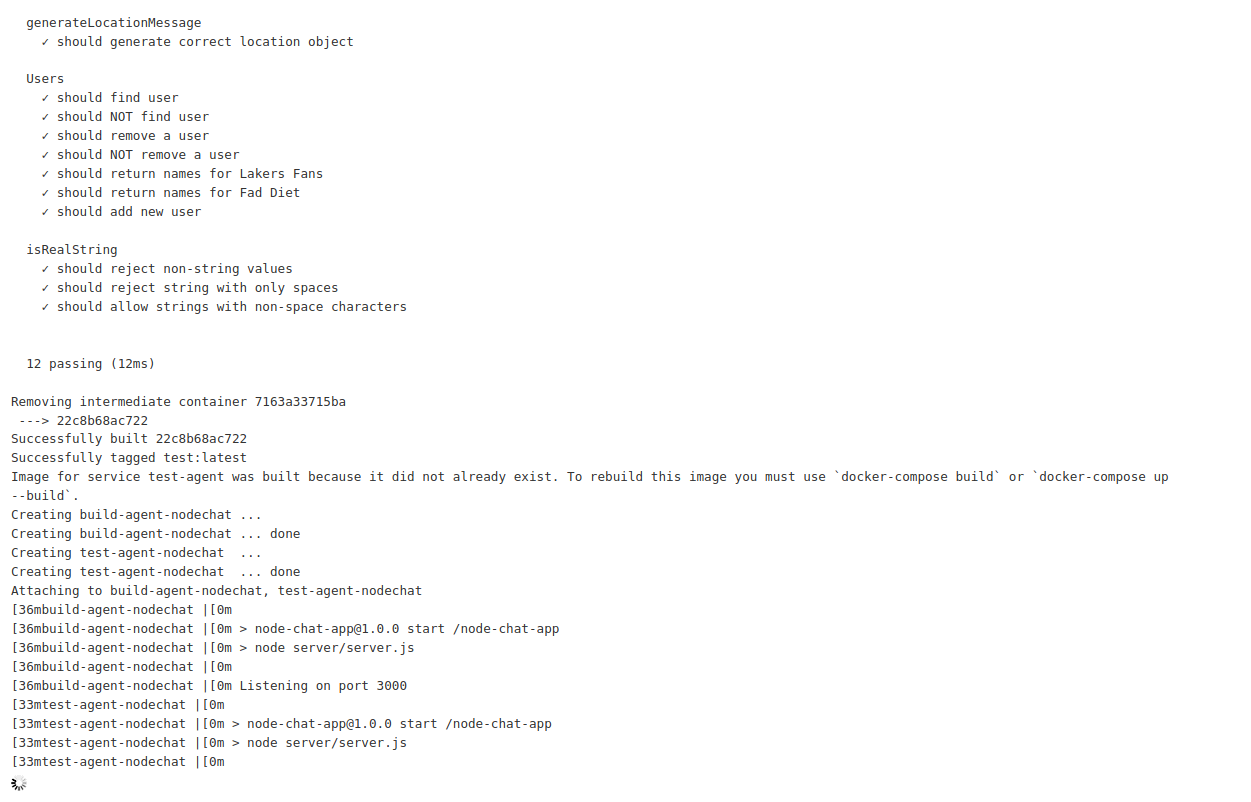 generateLocationMessage
✓ should generate correct location object
Users
✓ should find user
✓ should NOT find user
✓ should remove a user
✓ should NOT remove a user
✓ should return names for Lakers Fans
✓ should return names for Fad Diet
✓ should add new user
isRealString
✓ should reject non-string values
✓ should reject string with only spaces
✓ should allow strings with non-space characters
12 passing (12ms)
Removing intermediate container 7163a33715ba
---> 22c8b68ac722
Successfully built 22c8b68ac722
Successfully tagged test:latest
Image for service test-agent was built because it did not already exist. To rebuild this image you must use `docker-compose build` or `docker-compose up
--build`.
Creating build-agent-nodechat ...
Creating build-agent-nodechat ... done
Creating test-agent-nodechat  ...
Creating test-agent-nodechat  ... done
Attaching to build-agent-nodechat, test-agent-nodechat
[36mbuild-agent-nodechat |[0m
[36mbuild-agent-nodechat |[0m > node-chat-app@1.0.0 start /node-chat-app
[36mbuild-agent-nodechat |[0m > node server/server.js
[36mbuild-agent-nodechat |[0m
[36mbuild-agent-nodechat |[0m Listening on port 3000
[33mtest-agent-nodechat |[0m
[33mtest-agent-nodechat |[0m > node-chat-app@1.0.0 start /node-chat-app
[33mtest-agent-nodechat |[0m > node server/server.js
[33mtest-agent-nodechat |[0m